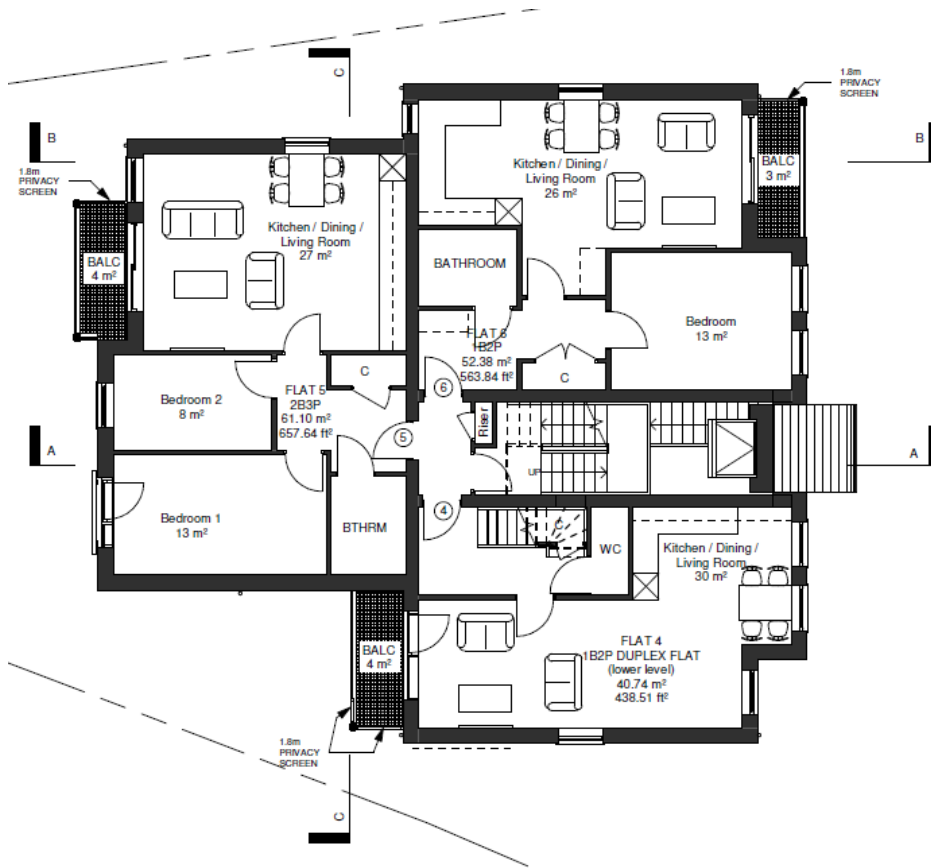 C
1.8m
PRIVACY
SCREEN
B
B
1.8m
PRIVACY
SCREEN
Kitchen / Dining /
Living Room
26 m²
BALC
3 m²
Kitchen / Dining /
Living Room
27 m²
BALC
4 m²
BATHROOM
Bedroom
13 m²
FLAT 6
1B2P
52.38 m²
563.84 ft²
C
C
Bedroom 2
8 m²
FLAT 5
2B3P
61.10 m²
657.64 ft²
6
5
Riser
UP
A
A
Bedroom 1
13 m²
BTHRM
4
C
WC
Kitchen / Dining /
Living Room
30 m²
BALC
4 m²
FLAT 4
1B2P DUPLEX FLAT
(lower level)
40.74 m²
438.51 ft²
1.8m
PRIVACY
SCREEN
C